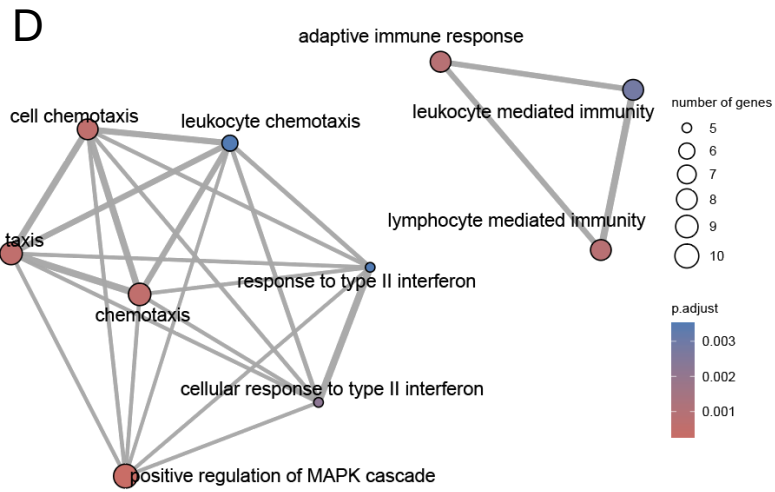 D
adaptive immune response
cell chemotaxis
leukocyte chemotaxis
leukocyte mediated immunity
lymphocyte mediated immunity
taxis
response to type II interferon
chemotaxis
cellular response to type II interferon
positive regulation of MAPK cascade
number of genes
5
6
7
8
9
10
p.adjust
0.003
0.002
0.001